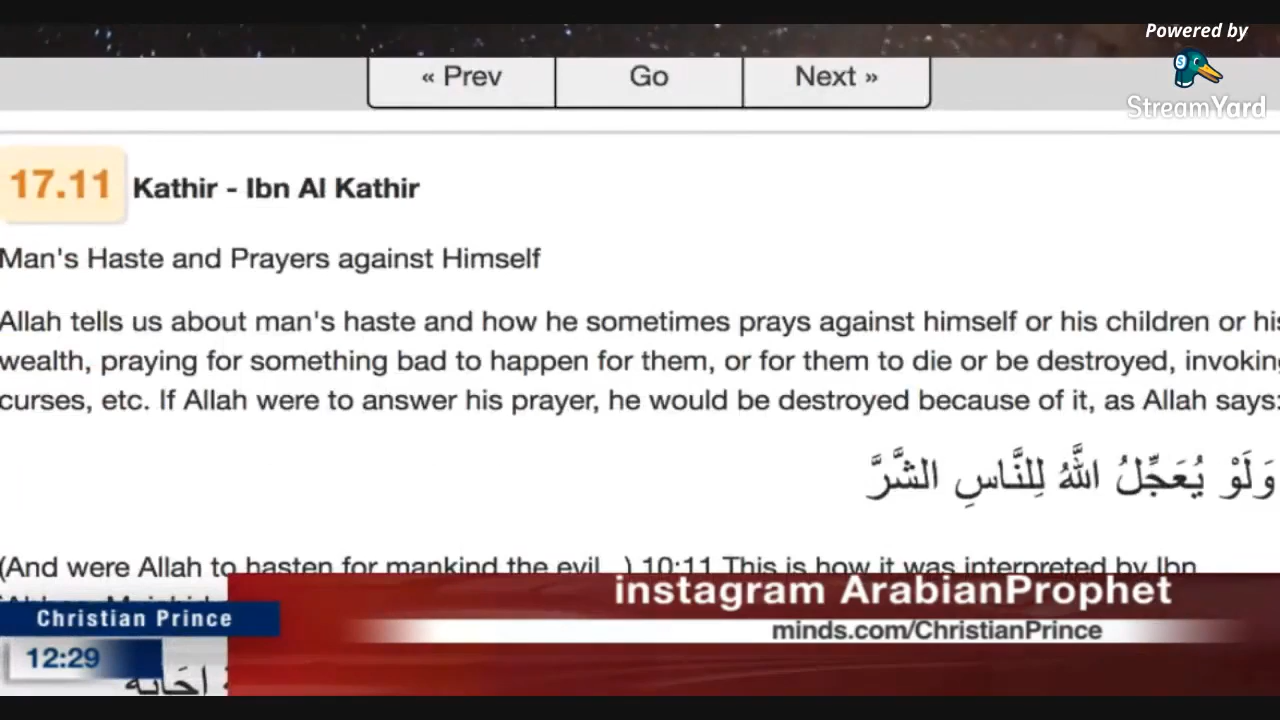 Powered by
StreamYard
« Prev
Go
Next »
17.11
Kathir - Ibn Al Kathir
Man's Haste and Prayers against Himself
Allah tells us about man's haste and how he sometimes prays against himself or his children or his
wealth, praying for something bad to happen for them, or for them to die or be destroyed, invoking
curses, etc. If Allah were to answer his prayer, he would be destroyed because of it, as Allah says:
وَلَوْ يُعَجِّلُ اللَّهُ لِلنَّاسِ الشَّرَّ
(And were Allah to hasten for mankind the evil...) 10:11 This is how it was interpreted by Ibn
instagram ArabianProphet
Christian Prince
minds.com/ChristianPrince
12:29